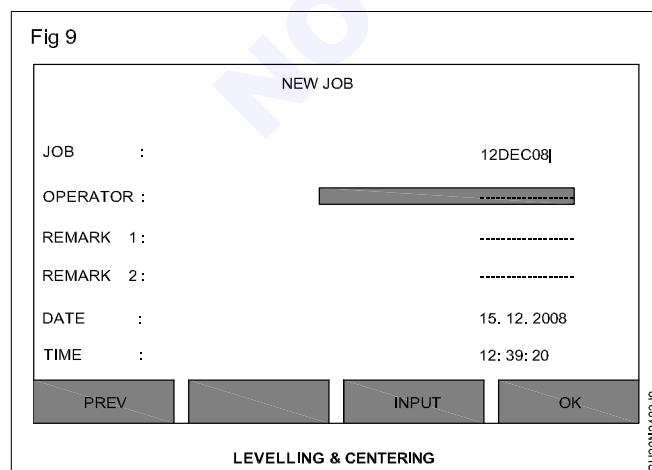 Fig 9
NEW JOB
JOB : 12DEC08
OPERATOR : ---------------
REMARK 1 : ---------------
REMARK 2 : ---------------
DATE : 15. 12. 2008
TIME : 12: 39: 20
PREV INPUT OK
LEVELLING & CENTERING